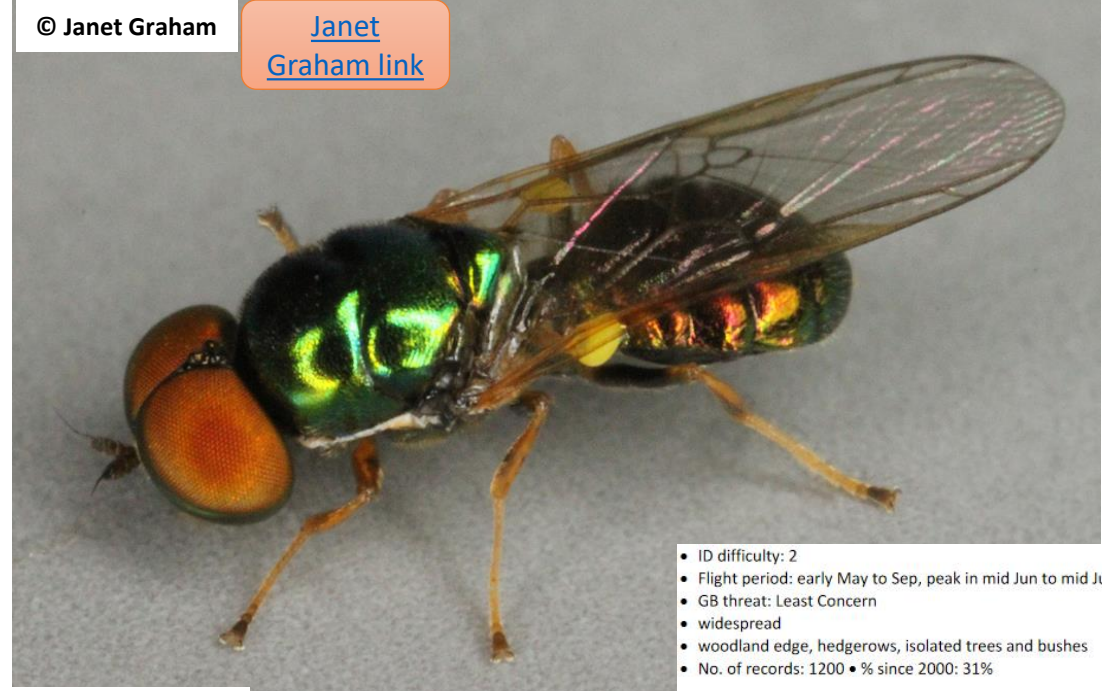 © Janet Graham
Janet
Graham link
• ID difficulty: 2
• Flight period: early May to Sep, peak in mid Jun to mid
• GB threat: Least Concern
• widespread
• woodland edge, hedgerows, isolated trees and bushes
• No. of records: 1200 • % since 2000: 31%